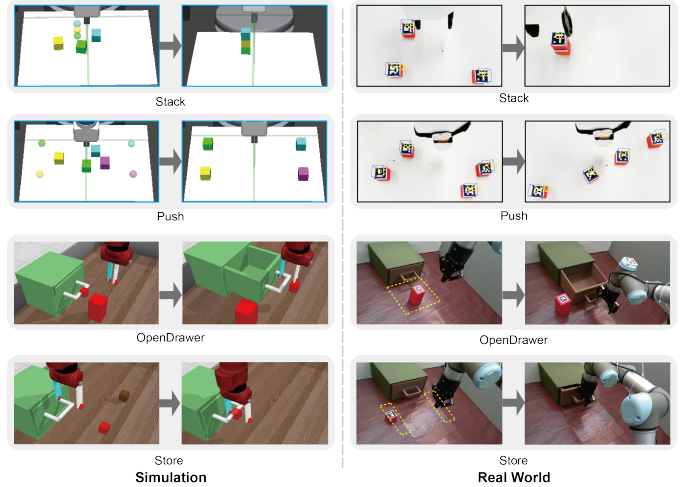 Stack
Stack
Push
Push
OpenDrawer
OpenDrawer
Store
Store
Simulation
Real World